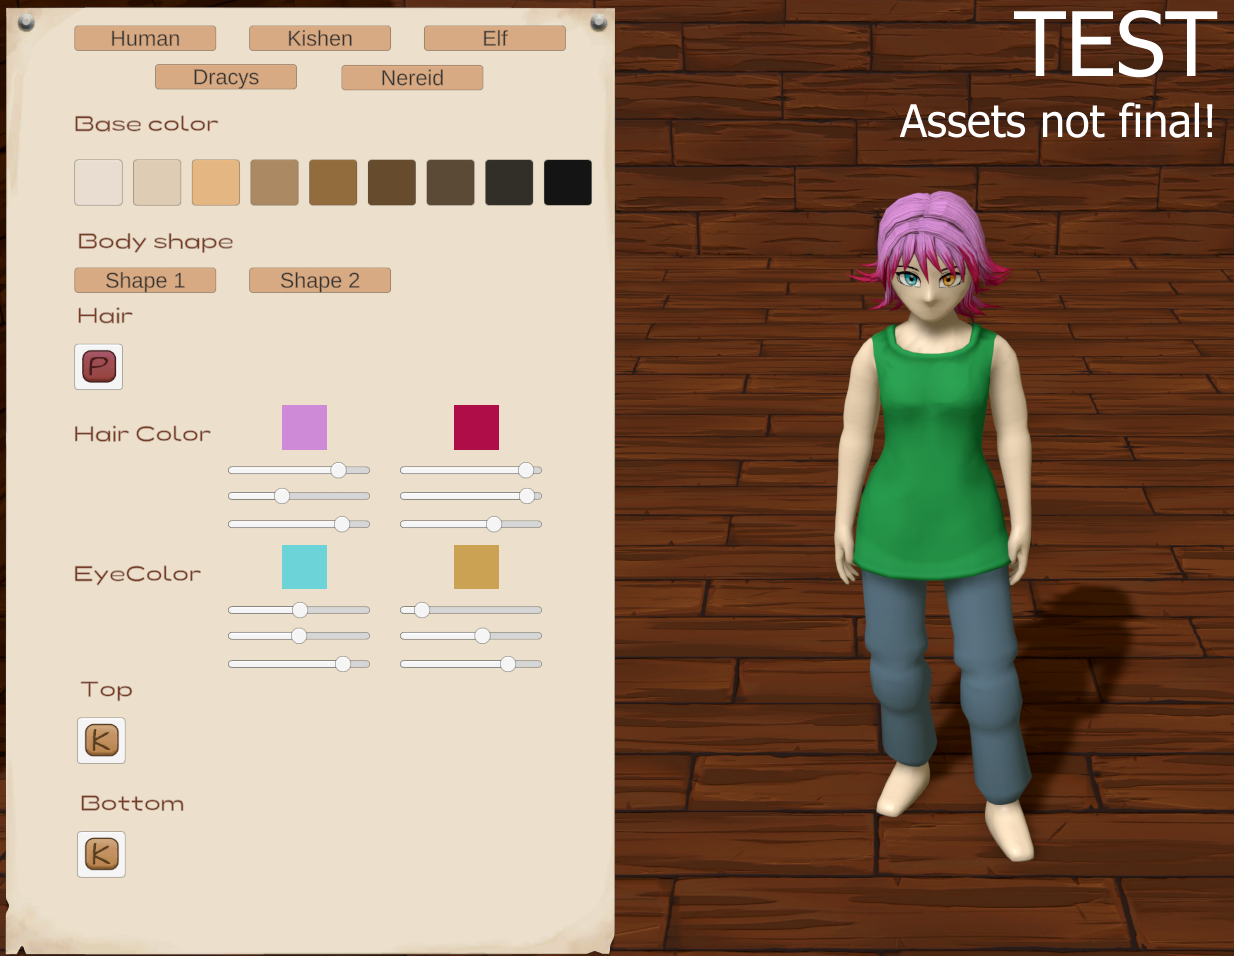 Human Kishen Elf
Dracys Nereid
Base color
Body shape
Shape 1 Shape 2
Hair
P
Hair Color
EyeColor
Top
K
Bottom
K
TEST
Assets not final!